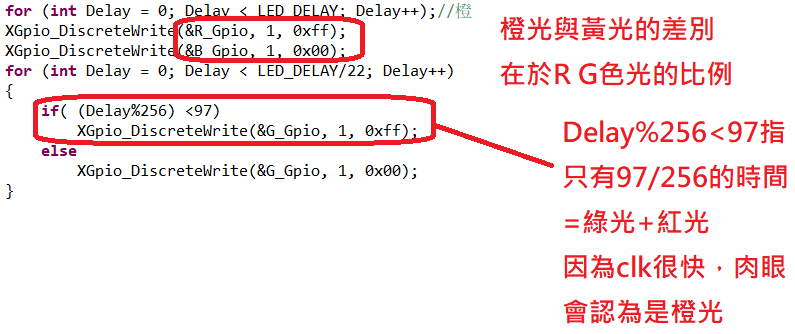 for (int Delay = 0; Delay < LED_DELAY; Delay++);//橙
XGpio_DiscreteWrite(&R_Gpio, 1, 0xff);
XGpio_DiscreteWrite(&B_Gpio, 1, 0x00);
for (int Delay = 0; Delay < LED_DELAY/22; Delay++)
{
if( (Delay%256) <97)
XGpio_DiscreteWrite(&G_Gpio, 1, 0xff);
else
XGpio_DiscreteWrite(&G_Gpio, 1, 0x00);
}
橙光與黃光的差別
在於R G色光的比例
Delay%256<97指
只有97/256的時間
=綠光+紅光
因為clk很快，肉眼
會認為是橙光